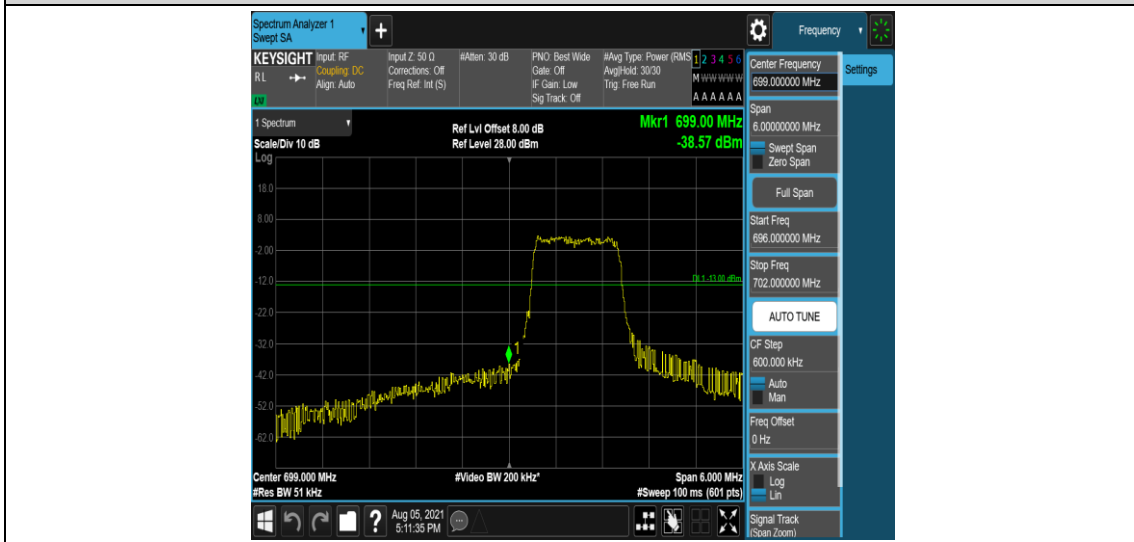 Spectrum Analyzer 1
Swept SA
+
Frequency
KEYSIGHT
RL
LXI
Input: RF
Coupling: DC
Align: Auto
Input Z: 50 Ω
Corrections: Off
Freq Ref: Int (S)
#Atten: 30 dB
PNO: Best Wide
Gate: Off
IF Gain: Low
Sig Track: Off
#Avg Type: Power (RMS
Avg|Hold: 30/30
Trig: Free Run
1 2 3 4 5 6
M W W W W W
A A A A A A
1 Spectrum
Scale/Div 10 dB
Ref Lvl Offset 8.00 dB
Ref Level 28.00 dBm
Mkr1 699.00 MHz
-38.57 dBm
Log
18.0
8.00
-2.00
-12.0
DL1 -13.00 dBm
-22.0
-32.0
1
-42.0
-52.0
-62.0
Center 699.000 MHz
#Video BW 200 kHz*
Span 6.000 MHz
#Res BW 51 kHz
#Sweep 100 ms (601 pts)
?
Aug 05, 2021
5:11:35 PM
Center Frequency
699.000000 MHz
Settings
Span
6.00000000 MHz
Swept Span
Zero Span
Full Span
Start Freq
696.000000 MHz
Stop Freq
702.000000 MHz
AUTO TUNE
CF Step
600.000 kHz
Auto
Man
Freq Offset
0 Hz
X Axis Scale
Log
Lin
Signal Track
(Span Zoom)